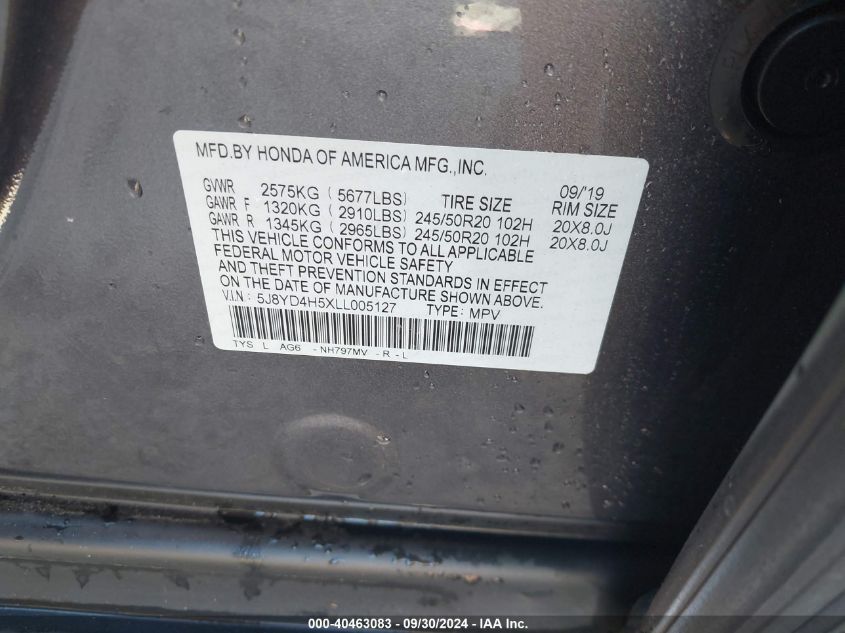 MFD.BY HONDA OF AMERICA MFG.,INC.
09/'19
GVWR 2575KG ( 5677LBS) TIRE SIZE RIM SIZE
GAWR F 1320KG ( 2910LBS) 245/50R20 102H 20X8.0J
GAWR R 1345KG ( 2965LBS) 245/50R20 102H 20X8.0J
THIS VEHICLE CONFORMS TO ALL APPLICABLE
FEDERAL MOTOR VEHICLE SAFETY
AND THEFT PREVENTION STANDARDS IN EFFECT
ON THE DATE OF MANUFACTURE SHOWN ABOVE.
V.I.N : 5J8YD4H5XLL005127 TYPE: MPV
TYS L AG6 -NH797MV -R -L
000-40463083 - 09/30/2024 - IAA Inc.